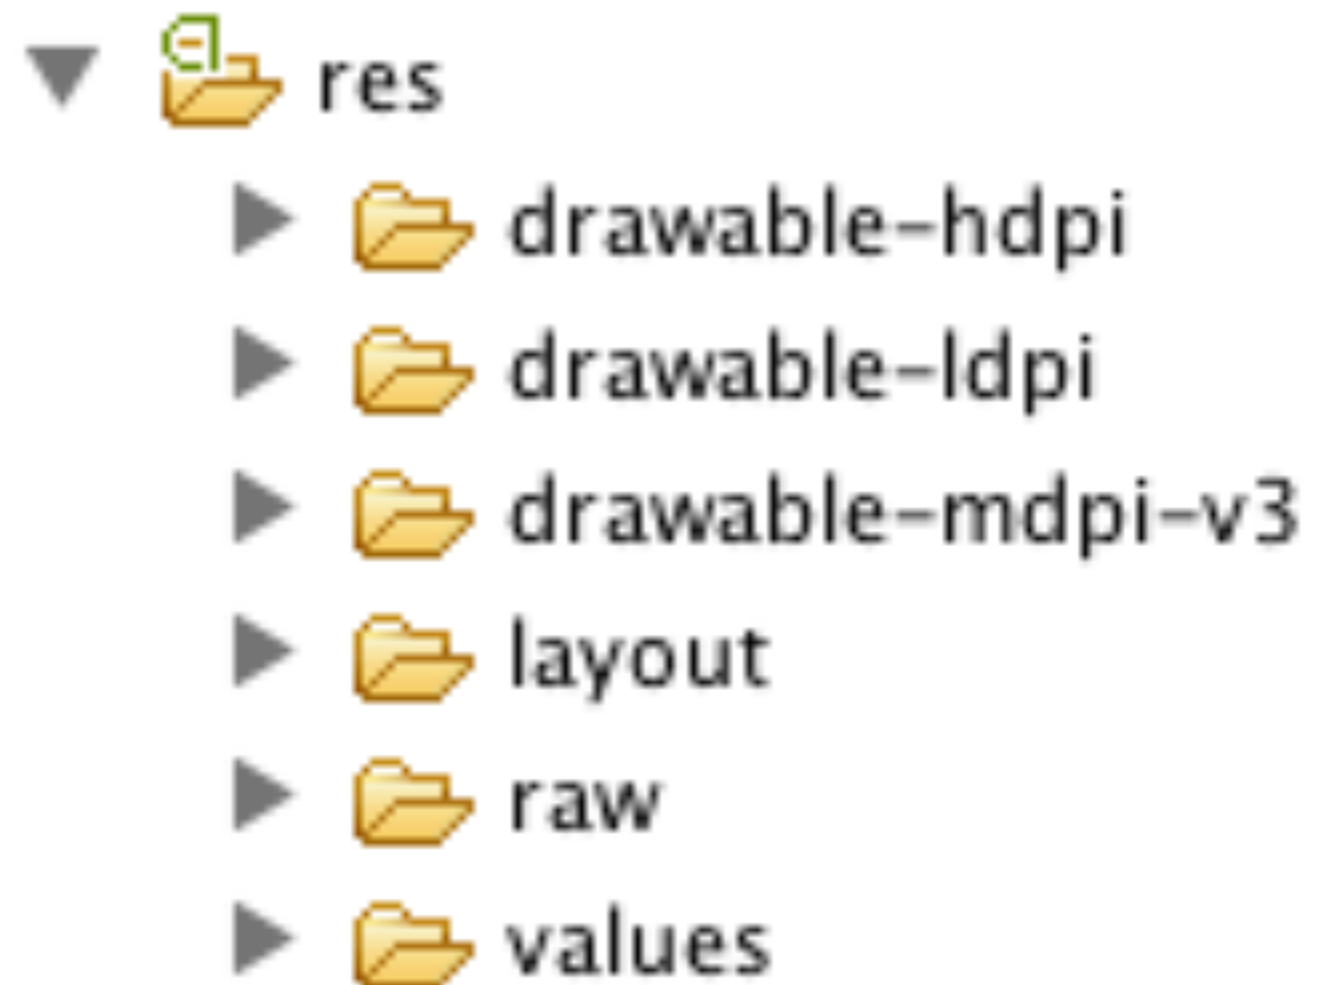 res
drawable-hdpi
drawable-ldpi
drawable-mdpi-v3
layout
raw
values